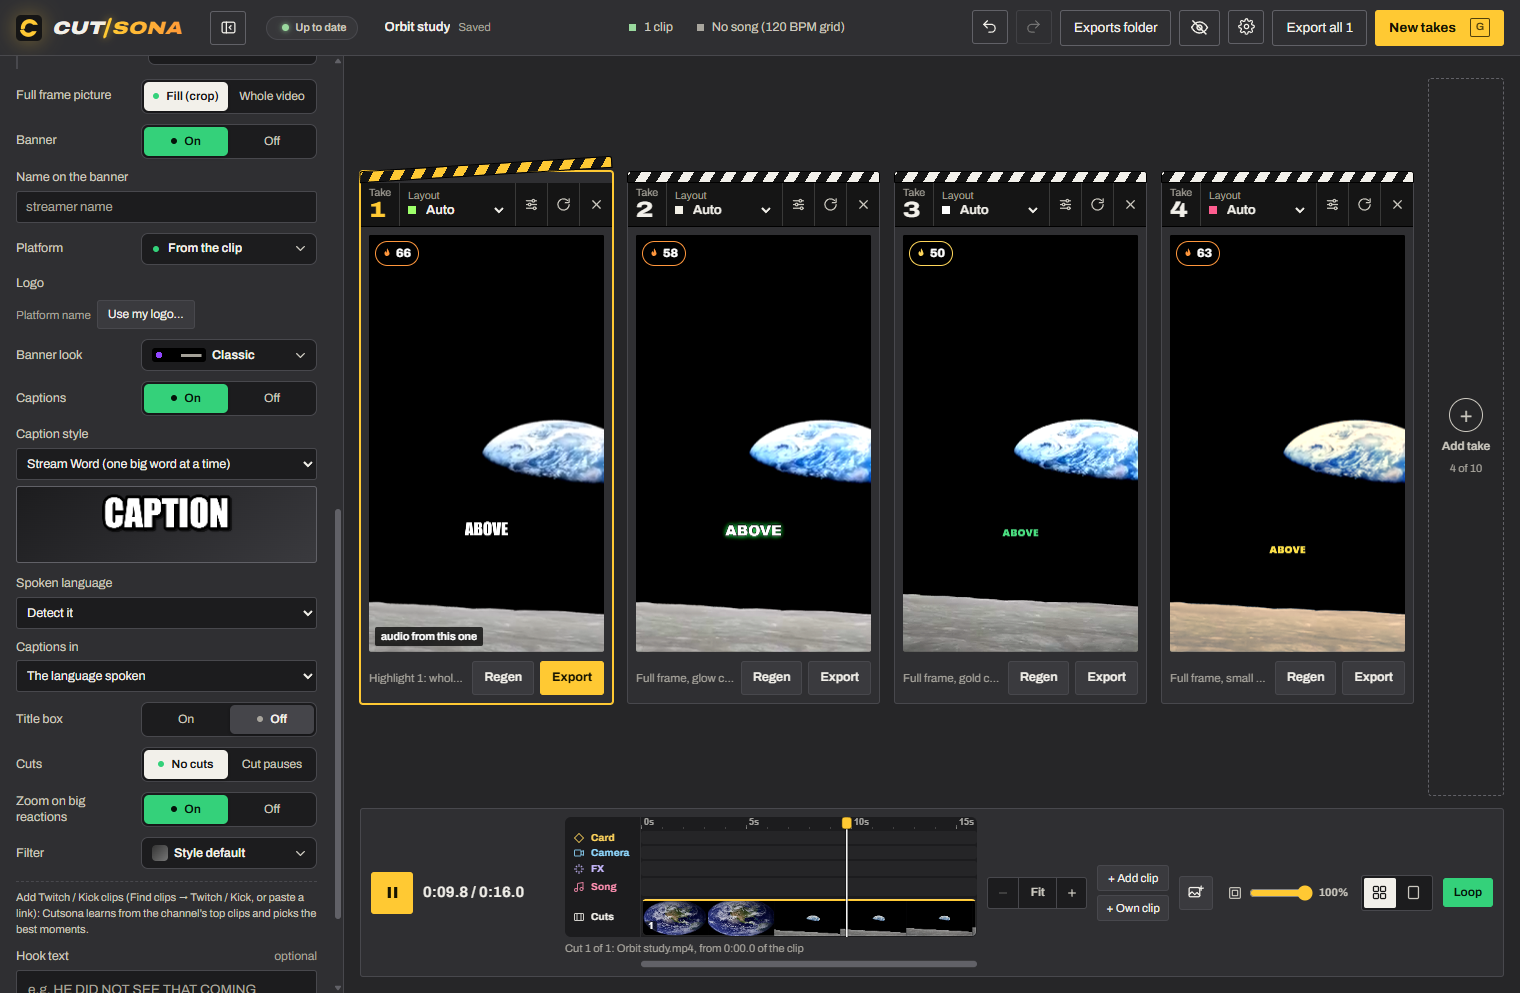 CUT/SONA
Up to date
Orbit study Saved
1 clip
No song (120 BPM grid)
Exports folder
Export all 1
New takes G
Full frame picture
Fill (crop) Whole video
Banner
On Off
Name on the banner
streamer name
Platform
From the clip
Logo
Platform name Use my logo...
Banner look
Classic
Captions
On Off
Caption style
Stream Word (one big word at a time)
CAPTION
Spoken language
Detect it
Captions in
The language spoken
Title box
On Off
Cuts
No cuts Cut pauses
Zoom on big
reactions
On Off
Filter
Style default
Add Twitch / Kick clips (Find clips → Twitch / Kick, or paste a
link): Cutsona learns from the channel's top clips and picks the
best moments.
Hook text optional
e.g. HE DID NOT SEE THAT COMING
Take 1
Layout
Auto
66
ABOVE
audio from this one
Highlight 1: whol... Regen Export
Take 2
Layout
Auto
58
ABOVE
Full frame, glow c... Regen Export
Take 3
Layout
Auto
50
ABOVE
Full frame, gold c... Regen Export
Take 4
Layout
Auto
63
ABOVE
Full frame, small ... Regen Export
Add take
4 of 10
0:09.8 / 0:16.0
0s 5s 10s 15s
Card
Camera
FX
Song
Cuts
1
Cut 1 of 1: Orbit study.mp4, from 0:00.0 of the clip
− Fit +
+ Add clip
+ Own clip
100%
Loop